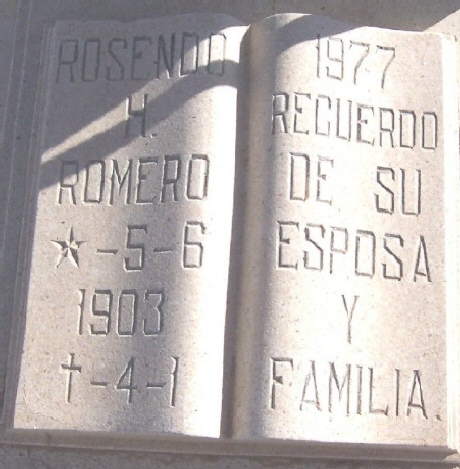 ROSENDO
H.
ROMERO
★-5-6
1903
†-4-1
1977
RECUERDO
DE SU
ESPOSA
Y
FAMILIA.